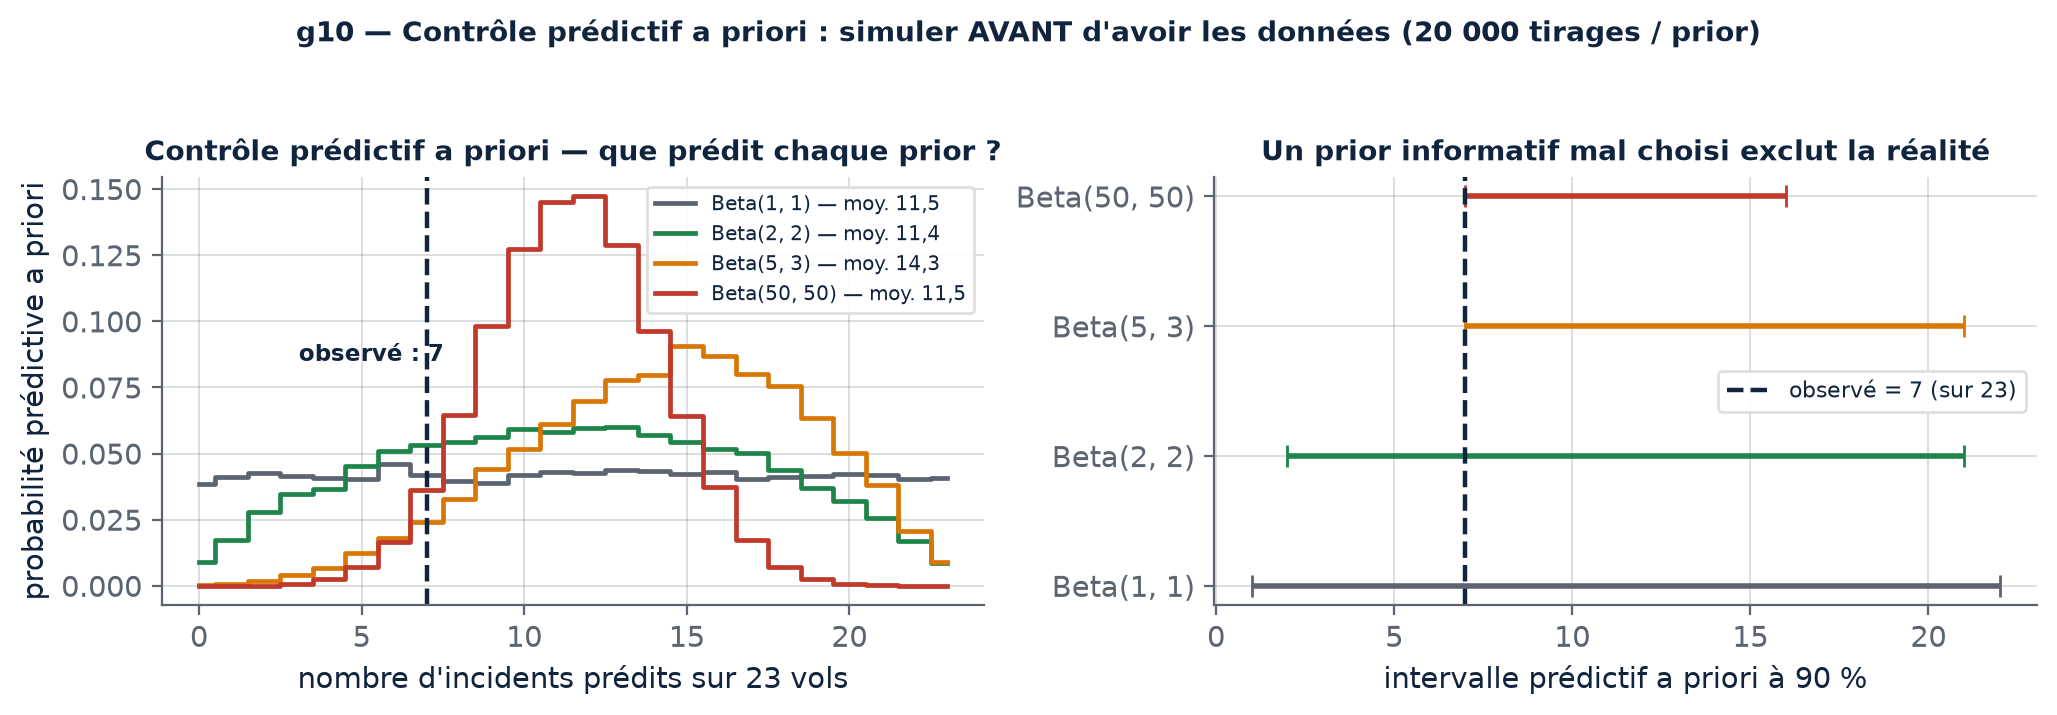 g10 — Contrôle prédictif a priori : simuler AVANT d'avoir les données (20 000 tirages / prior)
Contrôle prédictif a priori — que prédit chaque prior ?
probabilité prédictive a priori
0.150
0.125
0.100
0.075
0.050
0.025
0.000
Beta(1, 1) — moy. 11,5
Beta(2, 2) — moy. 11,4
Beta(5, 3) — moy. 14,3
Beta(50, 50) — moy. 11,5
observé : 7
0 5 10 15 20
nombre d'incidents prédits sur 23 vols
Un prior informatif mal choisi exclut la réalité
Beta(50, 50)
Beta(5, 3)
observé = 7 (sur 23)
Beta(2, 2)
Beta(1, 1)
0 5 10 15 20
intervalle prédictif a priori à 90 %